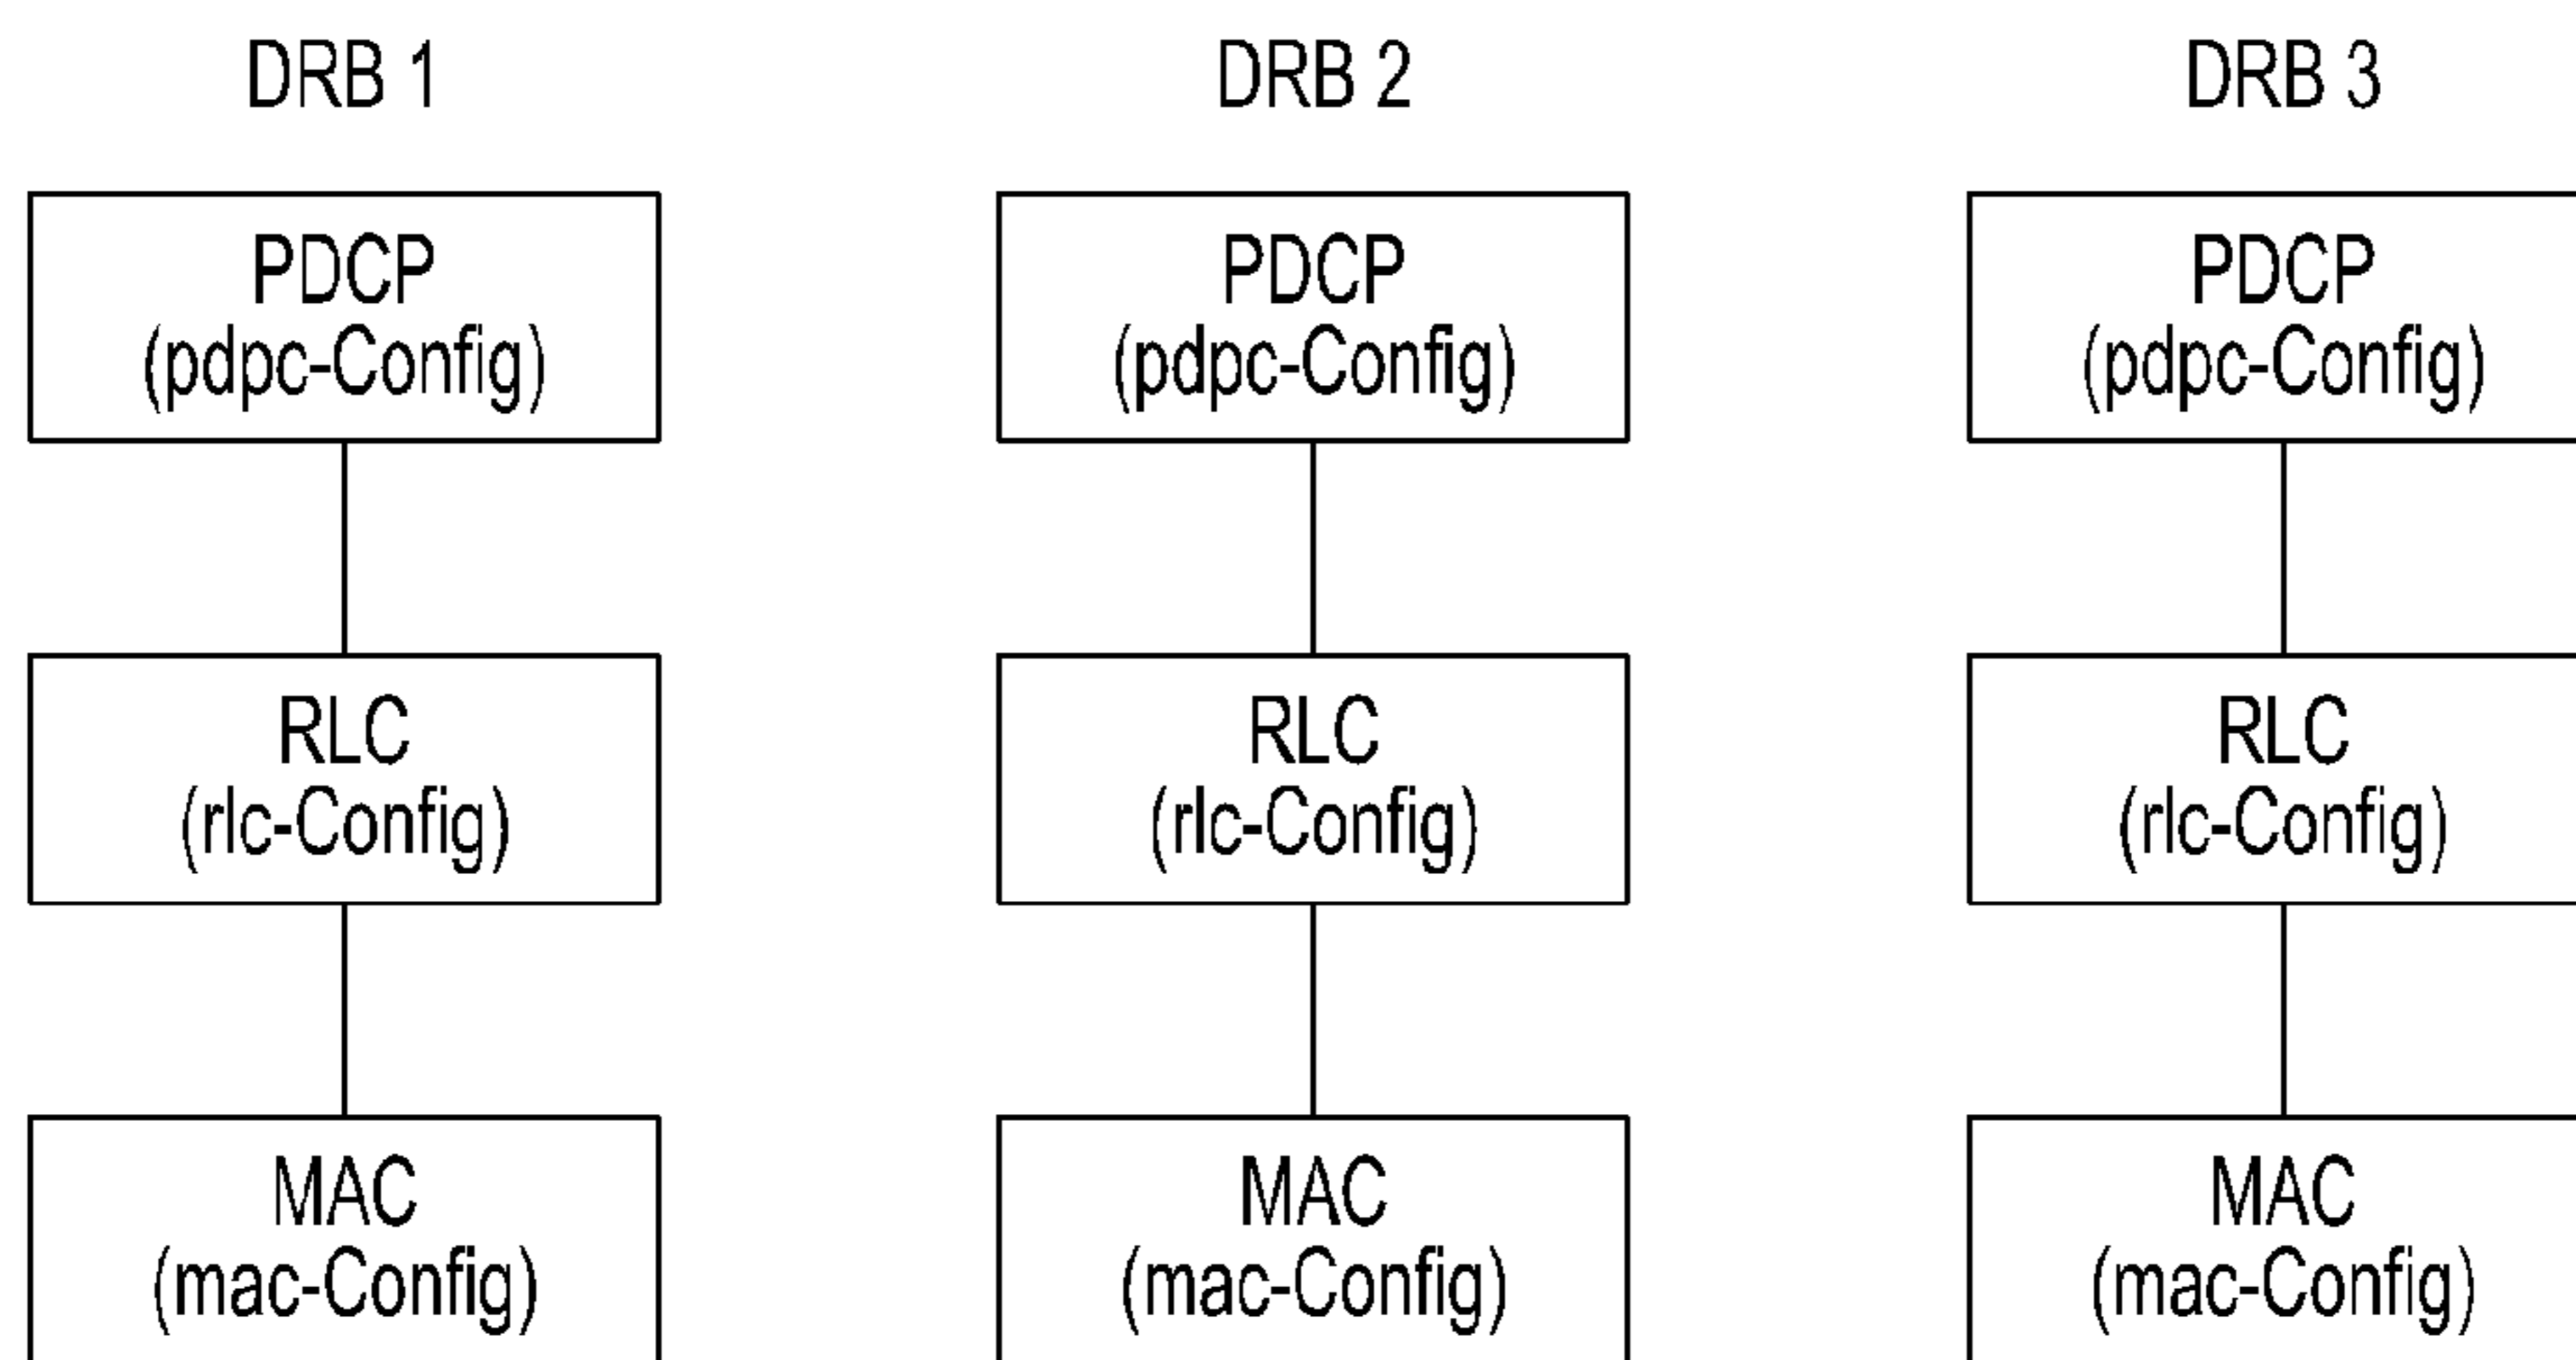 DRB 1
DRB 2
DRB 3
PDCP
(pdpc-Config)
PDCP
(pdpc-Config)
PDCP
(pdpc-Config)
RLC
(rlc-Config)
RLC
(rlc-Config)
RLC
(rlc-Config)
MAC
(mac-Config)
MAC
(mac-Config)
MAC
(mac-Config)